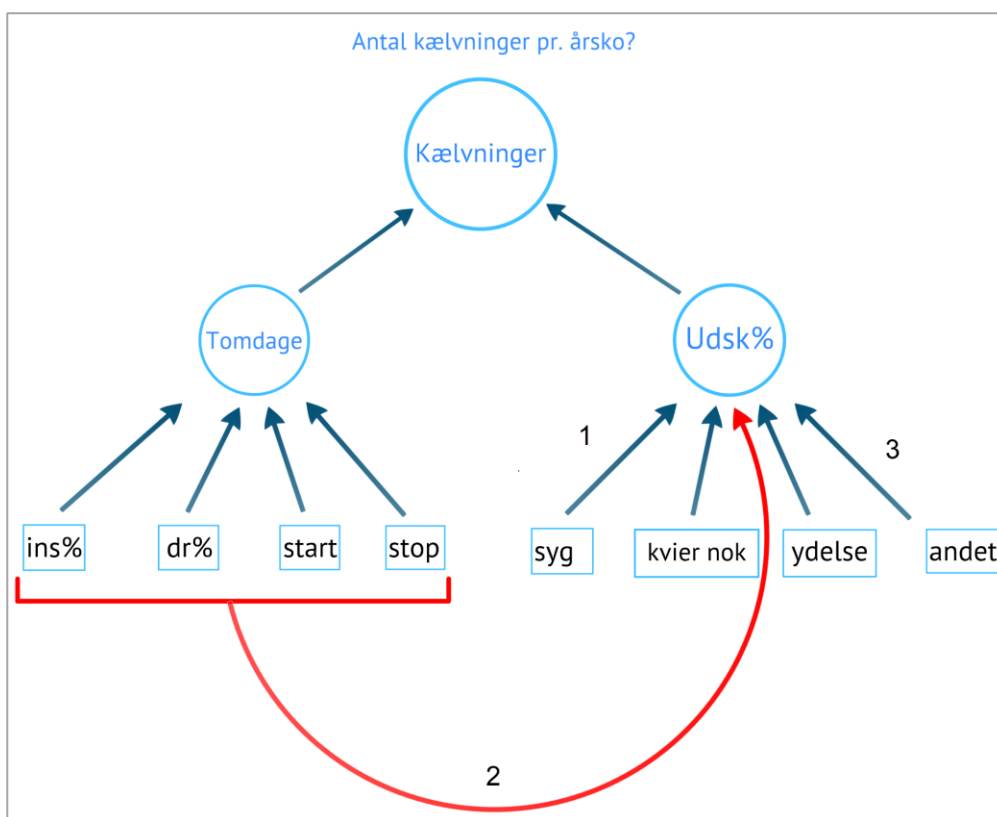 Antal kælvninger pr. årsko?
Kælvninger
Tomdage
Udsk%
1
3
ins%
dr%
start
stop
syg
kvier nok
ydelse
andet
2